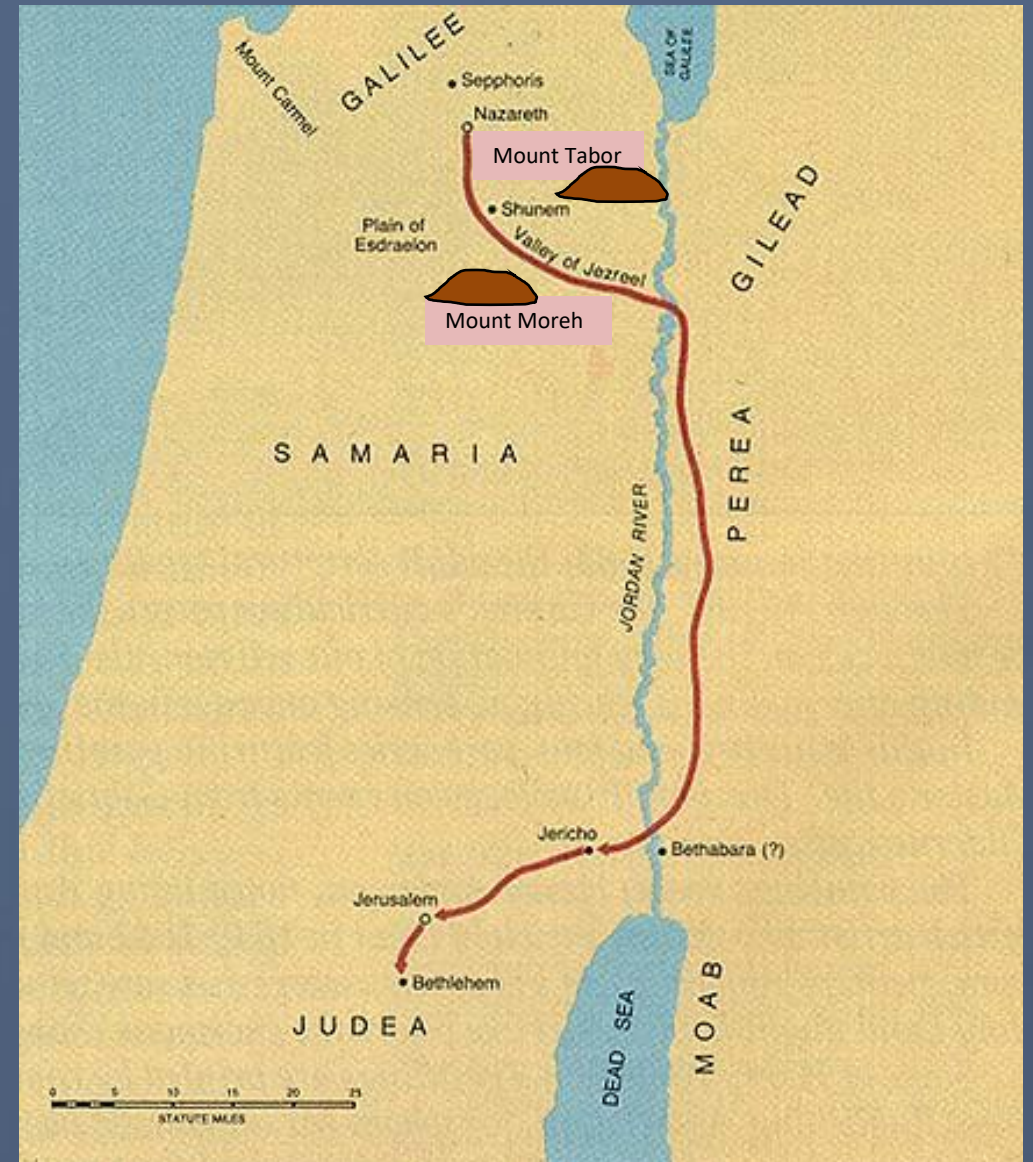 SEA OF
GALILEE
GALILEE
Mount Carmel
Sepphoris
Nazareth
Mount Tabor
Shunem
Plain of
Esdraelon
Valley of Jezreel
GILEAD
Mount Moreh
SAMARIA
PEREA
JORDAN RIVER
Jericho
Bethabara (?)
Jerusalem
Bethlehem
JUDEA
DEAD SEA
MOAB
0 5 10 15 20 25
STATUTE MILES